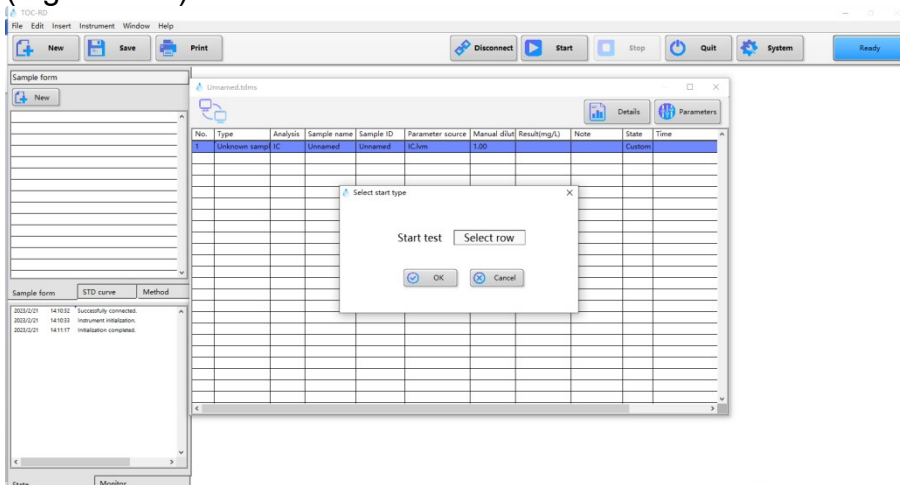 TOC-RD
File Edit Insert Instrument Window Help
New Save Print Disconnect Start Stop Quit System Ready
Sample form
New
Unnamed.tdms
Details Parameters
No. Type Analysis Sample name Sample ID Parameter source Manual dilut Result(mg/L) Note State Time
1 Unknown sampl IC Unnamed Unnamed IC.lvm 1.00 Custom
Select start type
Start test Select row
OK Cancel
Sample form STD curve Method
2023/2/21 14:10:32 Successfully connected.
2023/2/21 14:10:33 Instrument initialization.
2023/2/21 14:11:17 Initialization completed.
State Monitor